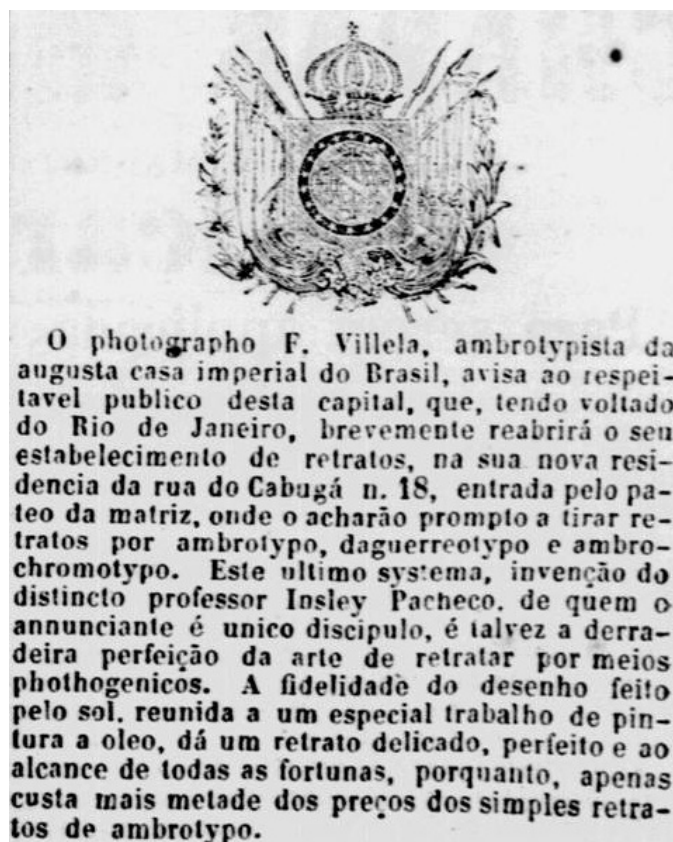 O photographo F. Villela, ambrotypista da
augusta casa imperial do Brasil, avisa ao respei-
tavel publico desta capital, que, tendo voltado
do Rio de Janeiro, brevemente reabrirá o seu
estabelecimento de retratos, na sua nova resi-
dencia da rua do Cabugá n. 18, entrada pelo pa-
teo da matriz, onde o acharão prompto a tirar re-
tratos por ambrotypo, daguerreotypo e ambro-
chromotypo. Este ultimo systema, invenção do
distincto professor Insley Pacheco. de quem o
annunciante é unico discipulo, é talvez a derra-
deira perfeição da arte de retratar por meios
phothogenicos. A fidelidade do desenho feito
pelo sol. reunida a um especial trabalho de pin-
tura a oleo, dá um retrato delicado, perfeito e ao
alcance de todas as fortunas, porquanto, apenas
custa mais metade dos preços dos simples retra-
tos de ambrotypo.